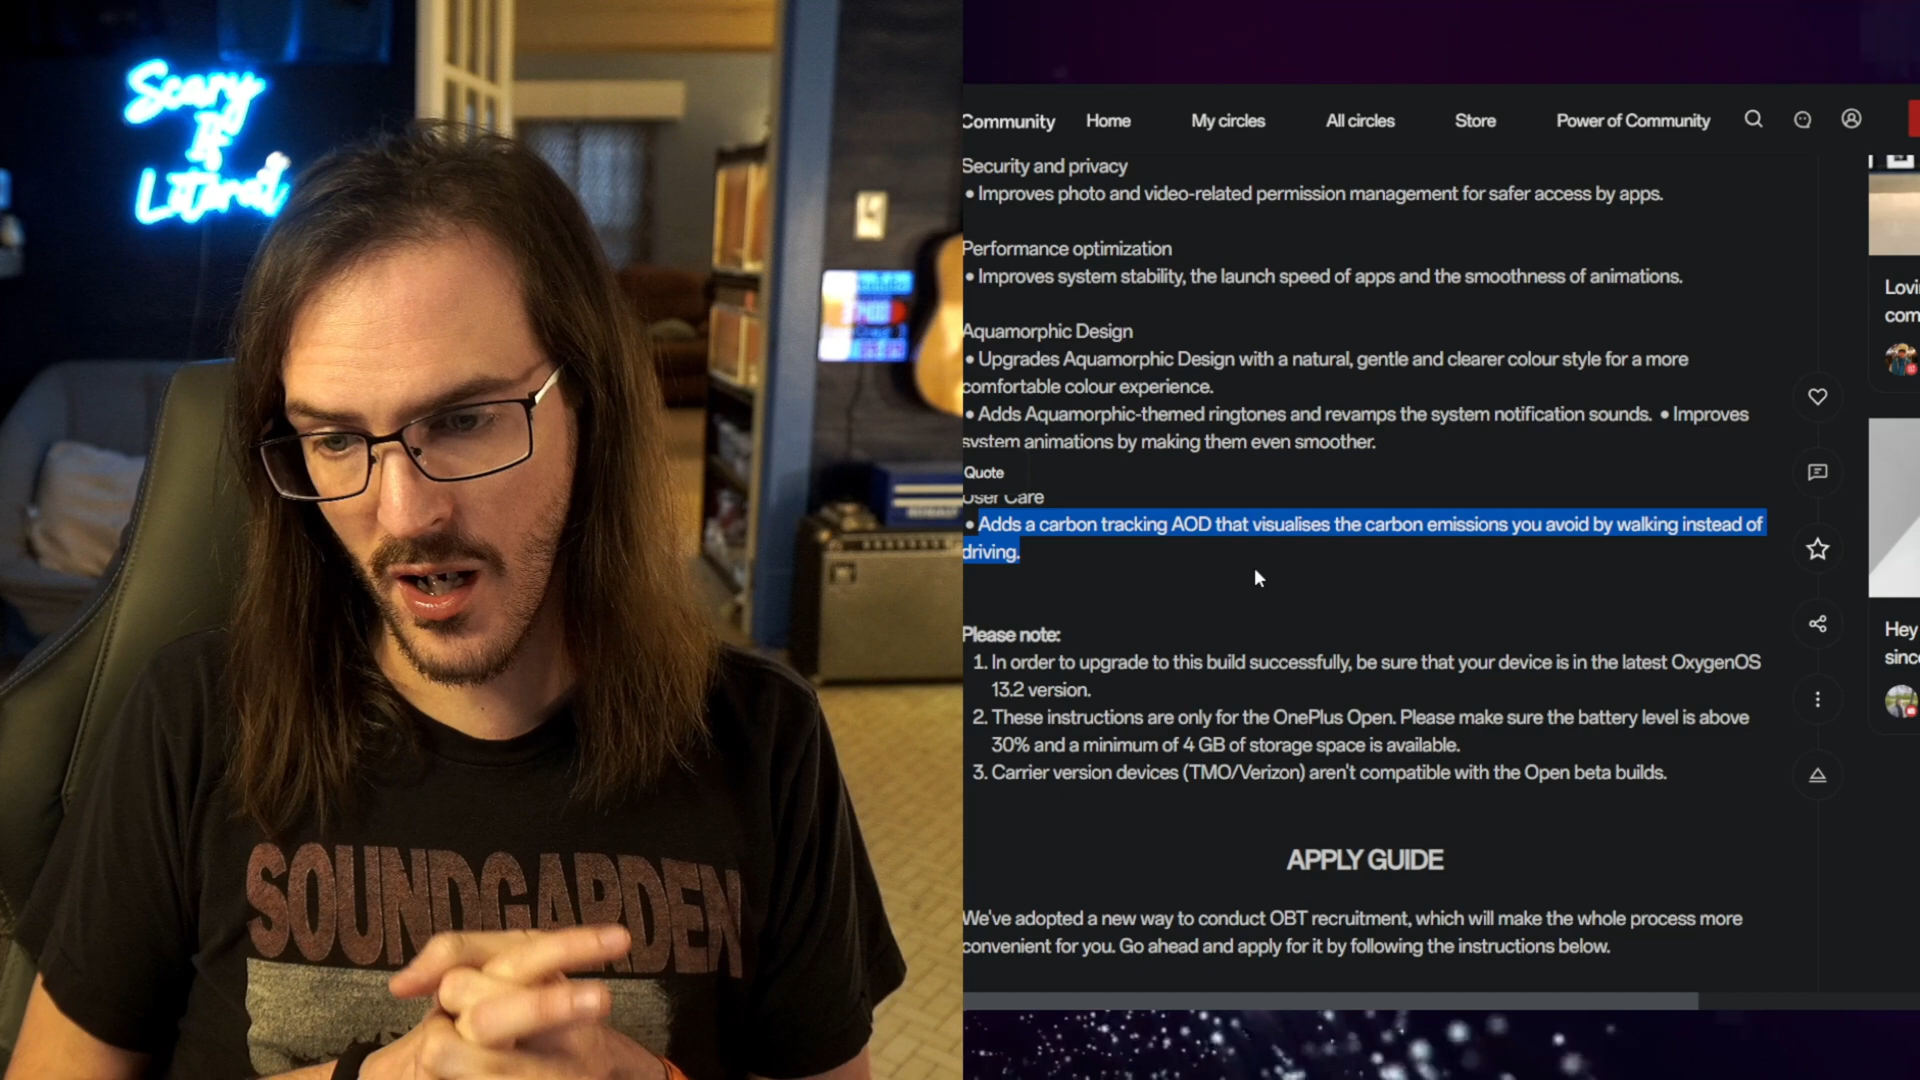 Scary
Is
Literal
SOUNDGARDEN
Community Home My circles All circles Store Power of Community
Security and privacy
• Improves photo and video-related permission management for safer access by apps.
Performance optimization
• Improves system stability, the launch speed of apps and the smoothness of animations.
Aquamorphic Design
• Upgrades Aquamorphic Design with a natural, gentle and clearer colour style for a more
comfortable colour experience.
• Adds Aquamorphic-themed ringtones and revamps the system notification sounds. • Improves
system animations by making them even smoother.
Quote
User Care
• Adds a carbon tracking AOD that visualises the carbon emissions you avoid by walking instead of
driving.
Please note:
1. In order to upgrade to this build successfully, be sure that your device is in the latest OxygenOS
13.2 version.
2. These instructions are only for the OnePlus Open. Please make sure the battery level is above
30% and a minimum of 4 GB of storage space is available.
3. Carrier version devices (TMO/Verizon) aren't compatible with the Open beta builds.
APPLY GUIDE
We've adopted a new way to conduct OBT recruitment, which will make the whole process more
convenient for you. Go ahead and apply for it by following the instructions below.
Lovi
com
Hey
sinc